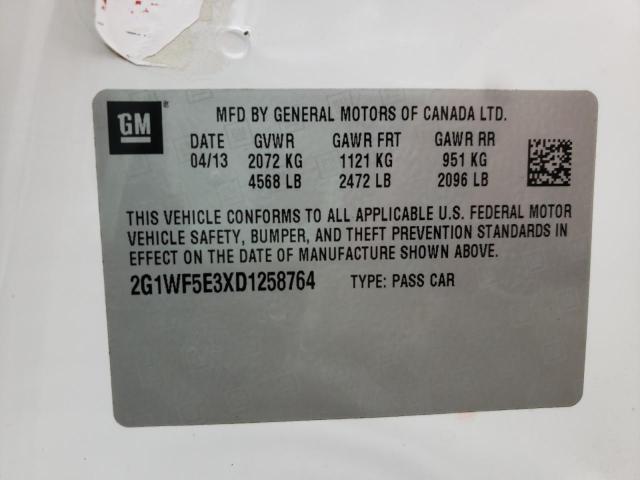 GM ® MFD BY GENERAL MOTORS OF CANADA LTD.
DATE GVWR GAWR FRT GAWR RR
04/13 2072 KG 1121 KG 951 KG
4568 LB 2472 LB 2096 LB
THIS VEHICLE CONFORMS TO ALL APPLICABLE U.S. FEDERAL MOTOR
VEHICLE SAFETY, BUMPER, AND THEFT PREVENTION STANDARDS IN
EFFECT ON THE DATE OF MANUFACTURE SHOWN ABOVE.
2G1WF5E3XD1258764 TYPE: PASS CAR